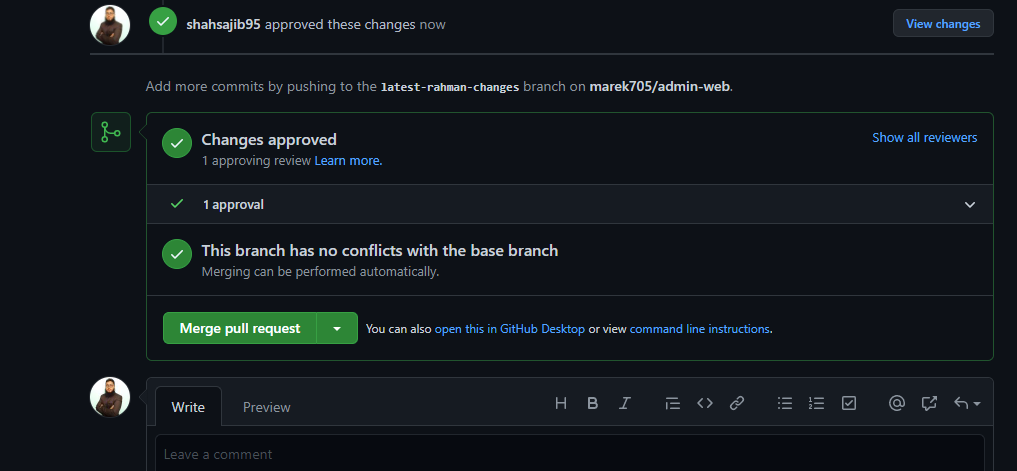 shahsajib95 approved these changes now
View changes
Add more commits by pushing to the latest-rahman-changes branch on marek705/admin-web.
Changes approved
Show all reviewers
1 approving review Learn more.
1 approval
This branch has no conflicts with the base branch
Merging can be performed automatically.
Merge pull request
You can also open this in GitHub Desktop or view command line instructions.
Write
Preview
Leave a comment